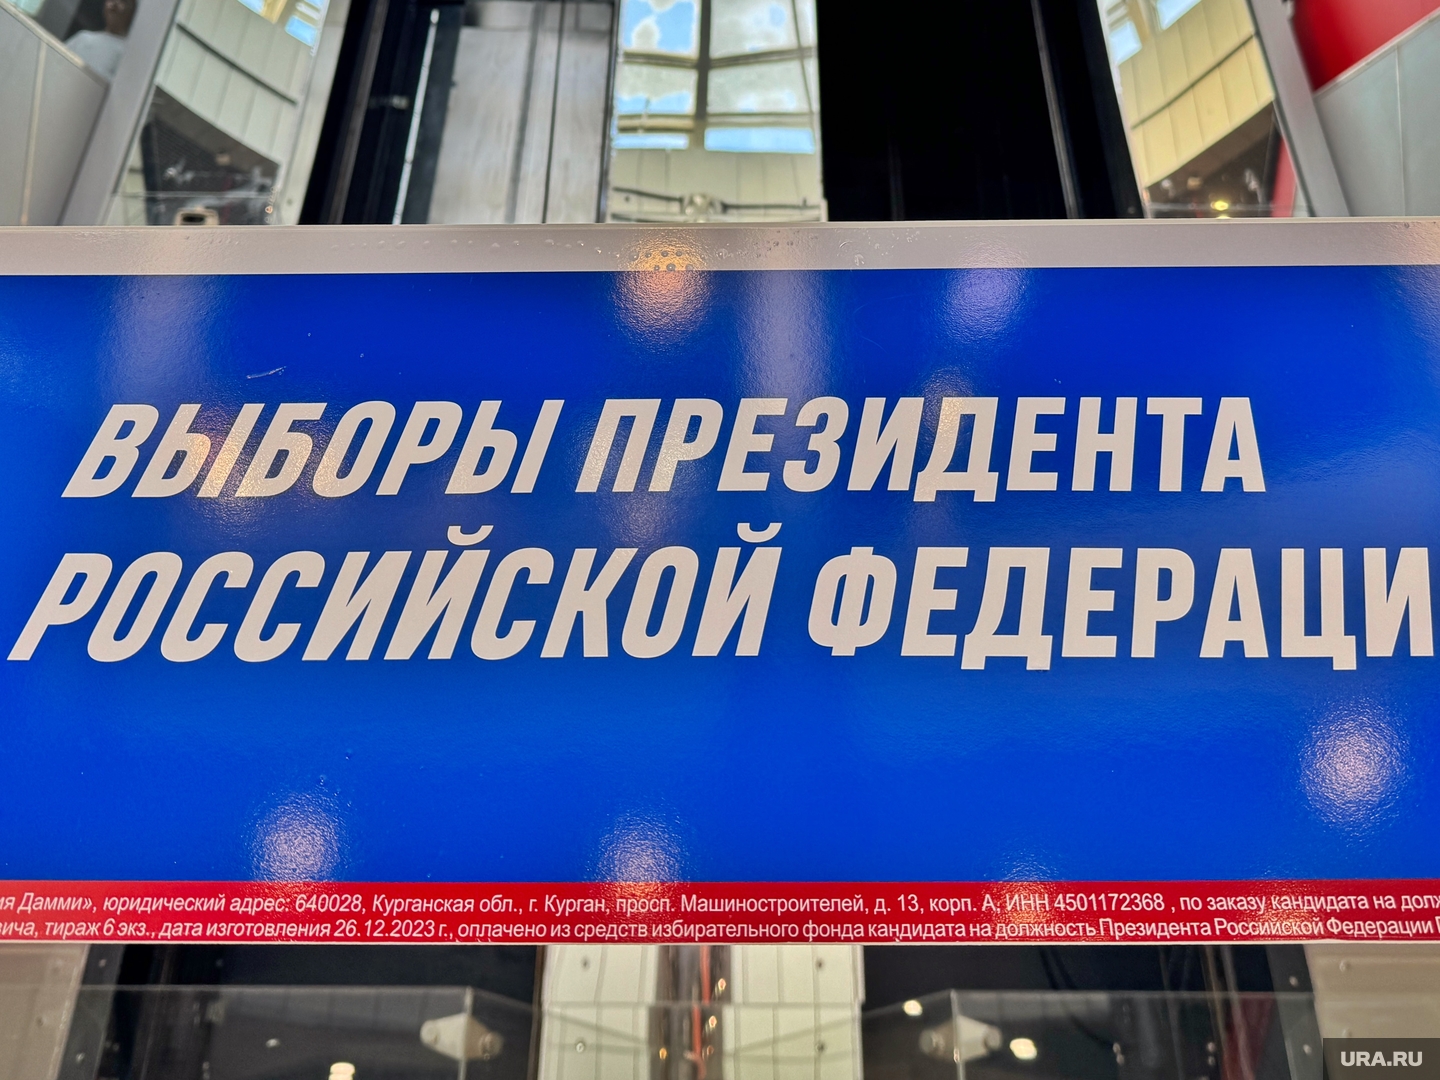 ВЫБОРЫ ПРЕЗИДЕНТА
РОССИЙСКОЙ ФЕДЕРАЦИ
ия Дамми», юридический адрес: 640028, Курганская обл., г. Курган, просп. Машиностроителей, д. 13, корп. А, ИНН 4501172368 , по заказу кандидата на долж
вича, тираж 6 экз., дата изготовления 26.12.2023 г., оплачено из средств избирательного фонда кандидата на должность Президента Российской Федерации
URA.RU